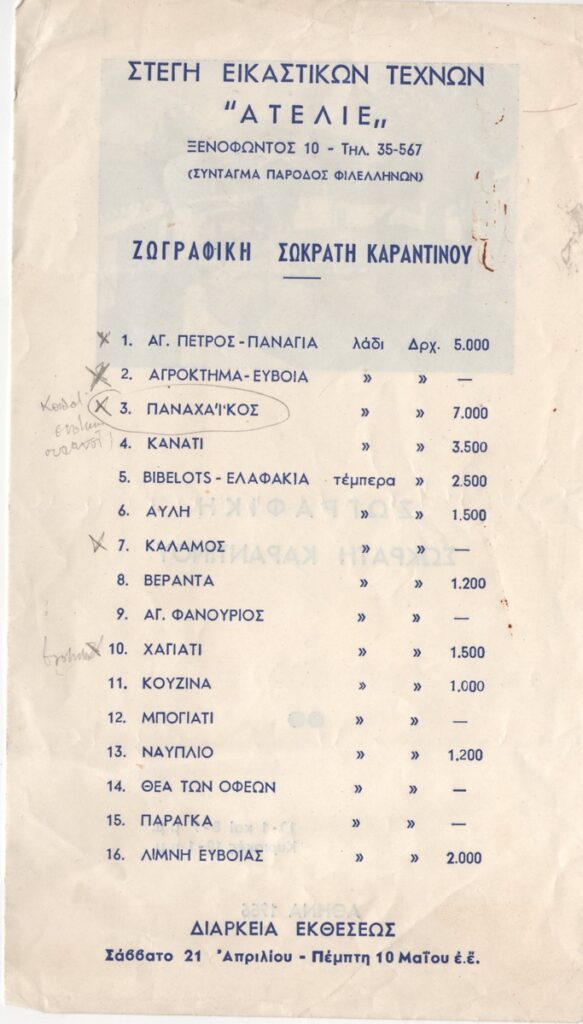 ΣΤΕΓΗ ΕΙΚΑΣΤΙΚΩΝ ΤΕΧΝΩΝ
"ΑΤΕΛΙΕ„
ΞΕΝΟΦΩΝΤΟΣ 10 - Τηλ. 35-567
(ΣΥΝΤΑΓΜΑ ΠΑΡΟΔΟΣ ΦΙΛΕΛΛΗΝΩΝ)
ΖΩΓΡΑΦΙΚΗ ΣΩΚΡΑΤΗ ΚΑΡΑΝΤΙΝΟΥ
1. ΑΓ. ΠΕΤΡΟΣ - ΠΑΝΑΓΙΑ λάδι Δρχ. 5.000
2. ΑΓΡΟΚΤΗΜΑ - ΕΥΒΟΙΑ » » —
3. ΠΑΝΑΧΑΪΚΟΣ » » 7.000
4. ΚΑΝΑΤΙ » » 3.500
5. BIBELOTS - ΕΛΑΦΑΚΙΑ τέμπερα » 2.500
6. ΑΥΛΗ » » 1.500
7. ΚΑΛΑΜΟΣ » » —
8. ΒΕΡΑΝΤΑ » » 1.200
9. ΑΓ. ΦΑΝΟΥΡΙΟΣ » » —
10. ΧΑΓΙΑΤΙ » » 1.500
11. ΚΟΥΖΙΝΑ » » 1.000
12. ΜΠΟΓΙΑΤΙ » » —
13. ΝΑΥΠΛΙΟ » » 1.200
14. ΘΕΑ ΤΩΝ ΟΦΕΩΝ » » —
15. ΠΑΡΑΓΚΑ » » —
16. ΛΙΜΝΗ ΕΥΒΟΙΑΣ » » 2.000
ΔΙΑΡΚΕΙΑ ΕΚΘΕΣΕΩΣ
Σάββατο 21 Ἀπριλίου - Πέμπτη 10 Μαΐου ἐ.ἔ.